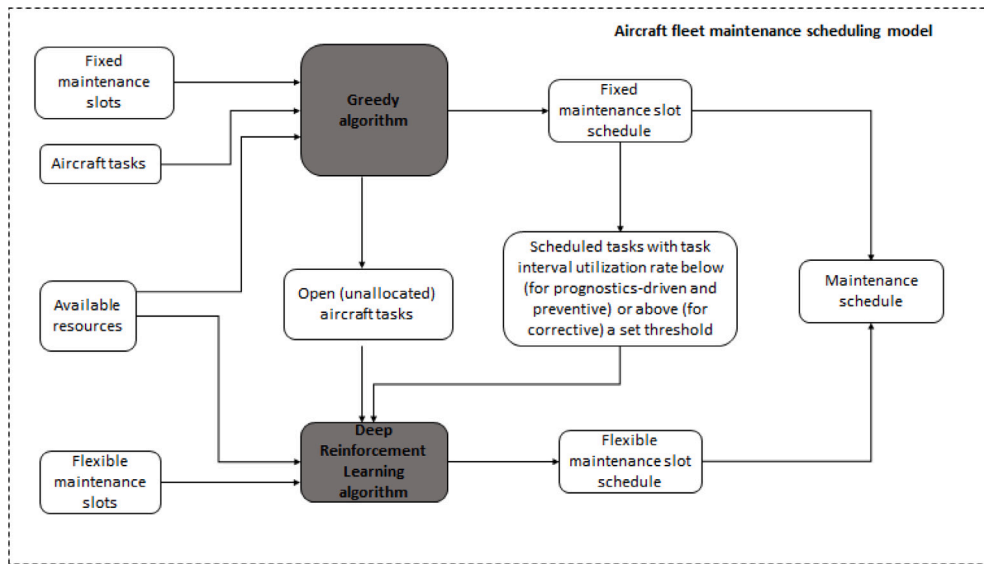 Aircraft fleet maintenance scheduling model
Fixed
maintenance
slots
Greedy
algorithm
Fixed
maintenance slot
schedule
Aircraft tasks
Available
resources
Open (unallocated)
aircraft tasks
Scheduled tasks with task
interval utilization rate below
(for prognostics-driven and
preventive) or above (for
corrective) a set threshold
Maintenance
schedule
Flexible
maintenance
slots
Deep
Reinforcement
Learning
algorithm
Flexible
maintenance slot
schedule